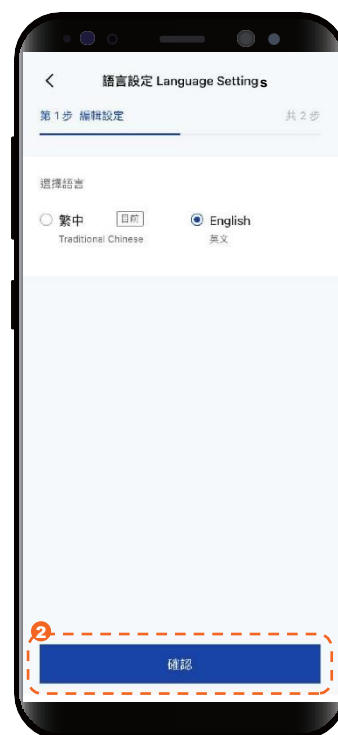 語言設定 Language Settings
第 1 步 編輯設定 共 2 步
選擇語言
繁中 目前 English
Traditional Chinese 英文
2
確認